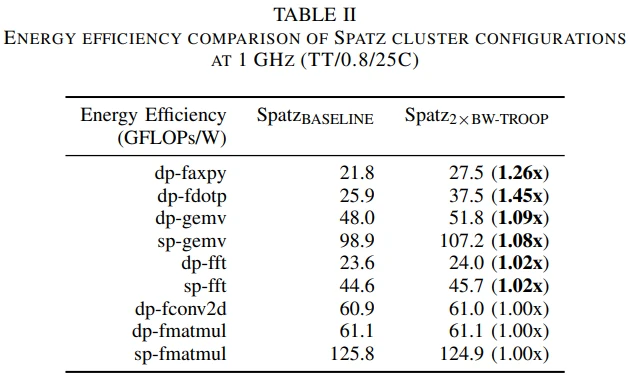 TABLE II
ENERGY EFFICIENCY COMPARISON OF SPATZ CLUSTER CONFIGURATIONS
AT 1 GHZ (TT/0.8/25C)
Energy Efficiency SpatzBASELINE Spatz2×BW-TROOP
(GFLOPs/W)
dp-faxpy 21.8 27.5 (1.26x)
dp-fdotp 25.9 37.5 (1.45x)
dp-gemv 48.0 51.8 (1.09x)
sp-gemv 98.9 107.2 (1.08x)
dp-fft 23.6 24.0 (1.02x)
sp-fft 44.6 45.7 (1.02x)
dp-fconv2d 60.9 61.0 (1.00x)
dp-fmatmul 61.1 61.1 (1.00x)
sp-fmatmul 125.8 124.9 (1.00x)